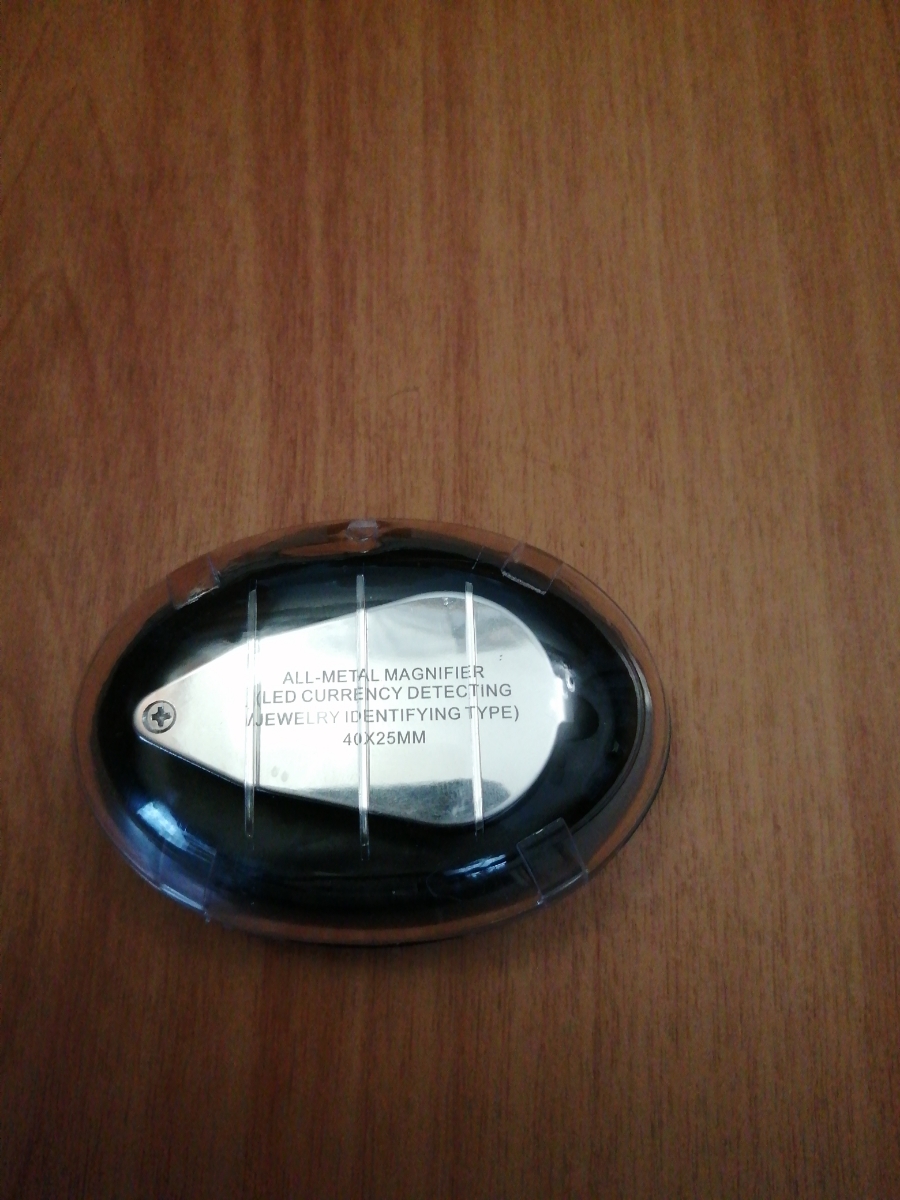 ALL-METAL MAGNIFIER
(LED CURRENCY DETECTING
/JEWELRY IDENTIFYING TYPE)
40X25MM